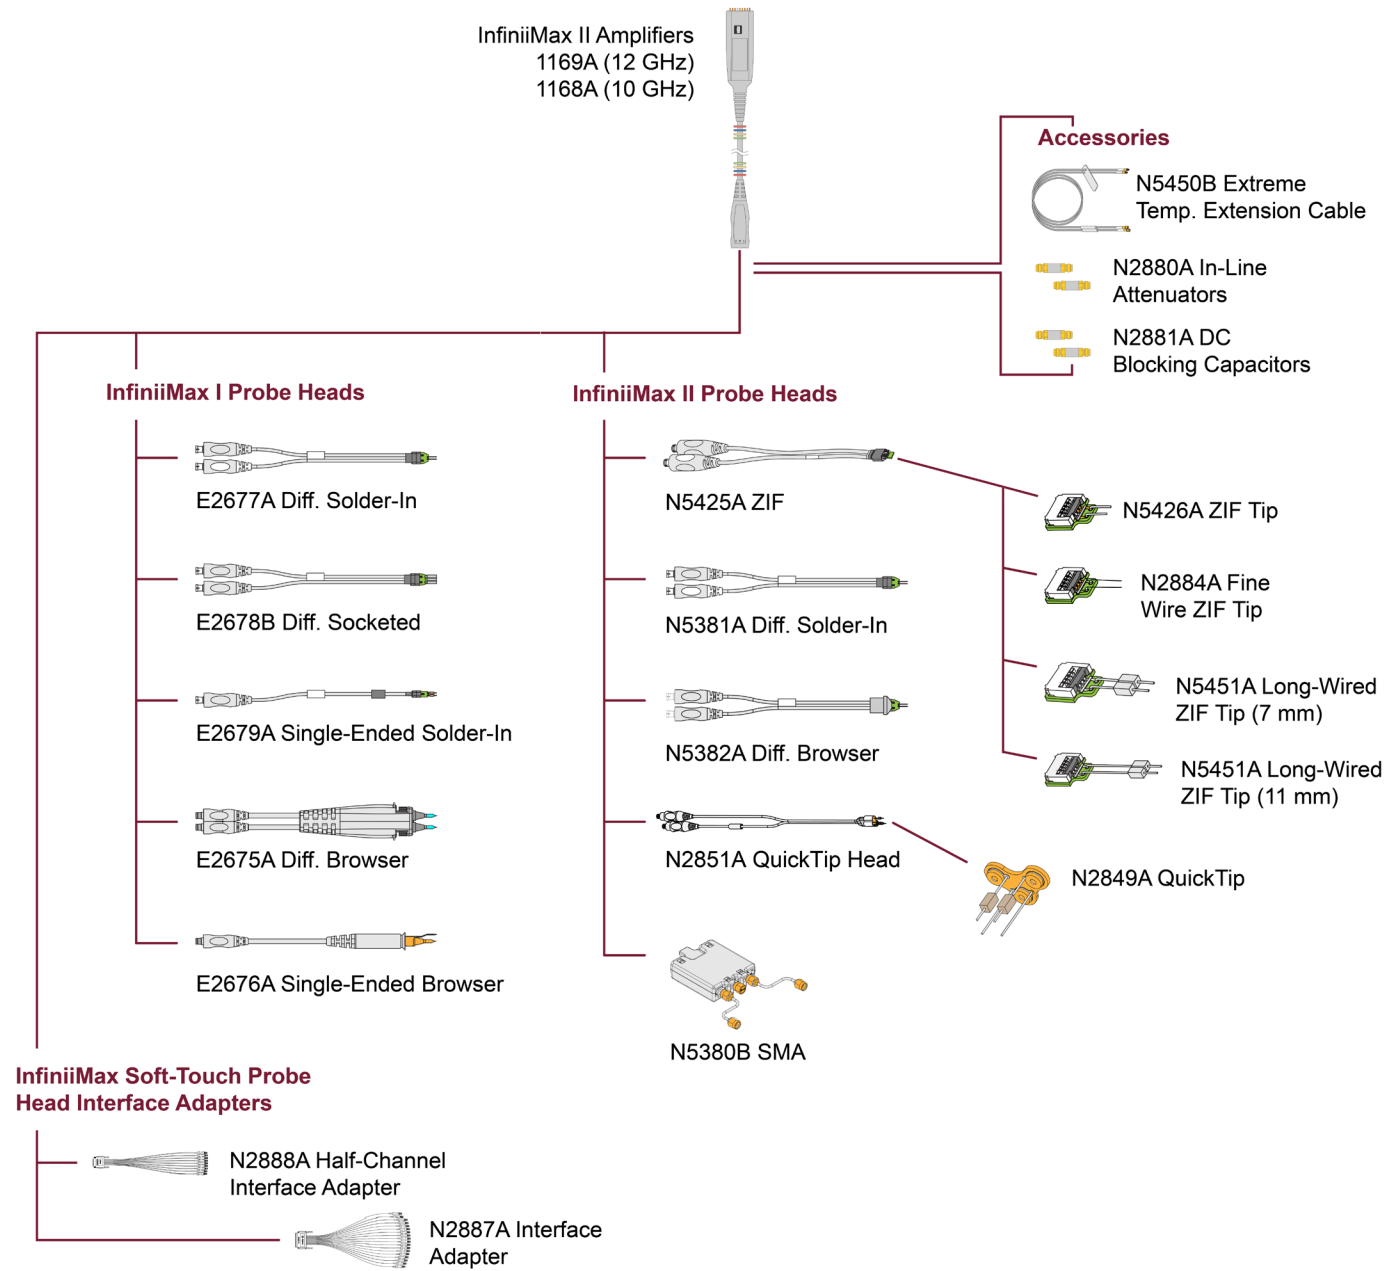 InfiniiMax II Amplifiers
1169A (12 GHz)
1168A (10 GHz)
Accessories
N5450B Extreme
Temp. Extension Cable
N2880A In-Line
Attenuators
N2881A DC
Blocking Capacitors
InfiniiMax I Probe Heads
E2677A Diff. Solder-In
E2678B Diff. Socketed
E2679A Single-Ended Solder-In
E2675A Diff. Browser
E2676A Single-Ended Browser
InfiniiMax II Probe Heads
N5425A ZIF
N5381A Diff. Solder-In
N5382A Diff. Browser
N2851A QuickTip Head
N5380B SMA
N5426A ZIF Tip
N2884A Fine
Wire ZIF Tip
N5451A Long-Wired
ZIF Tip (7 mm)
N5451A Long-Wired
ZIF Tip (11 mm)
N2849A QuickTip
InfiniiMax Soft-Touch Probe
Head Interface Adapters
N2888A Half-Channel
Interface Adapter
N2887A Interface
Adapter